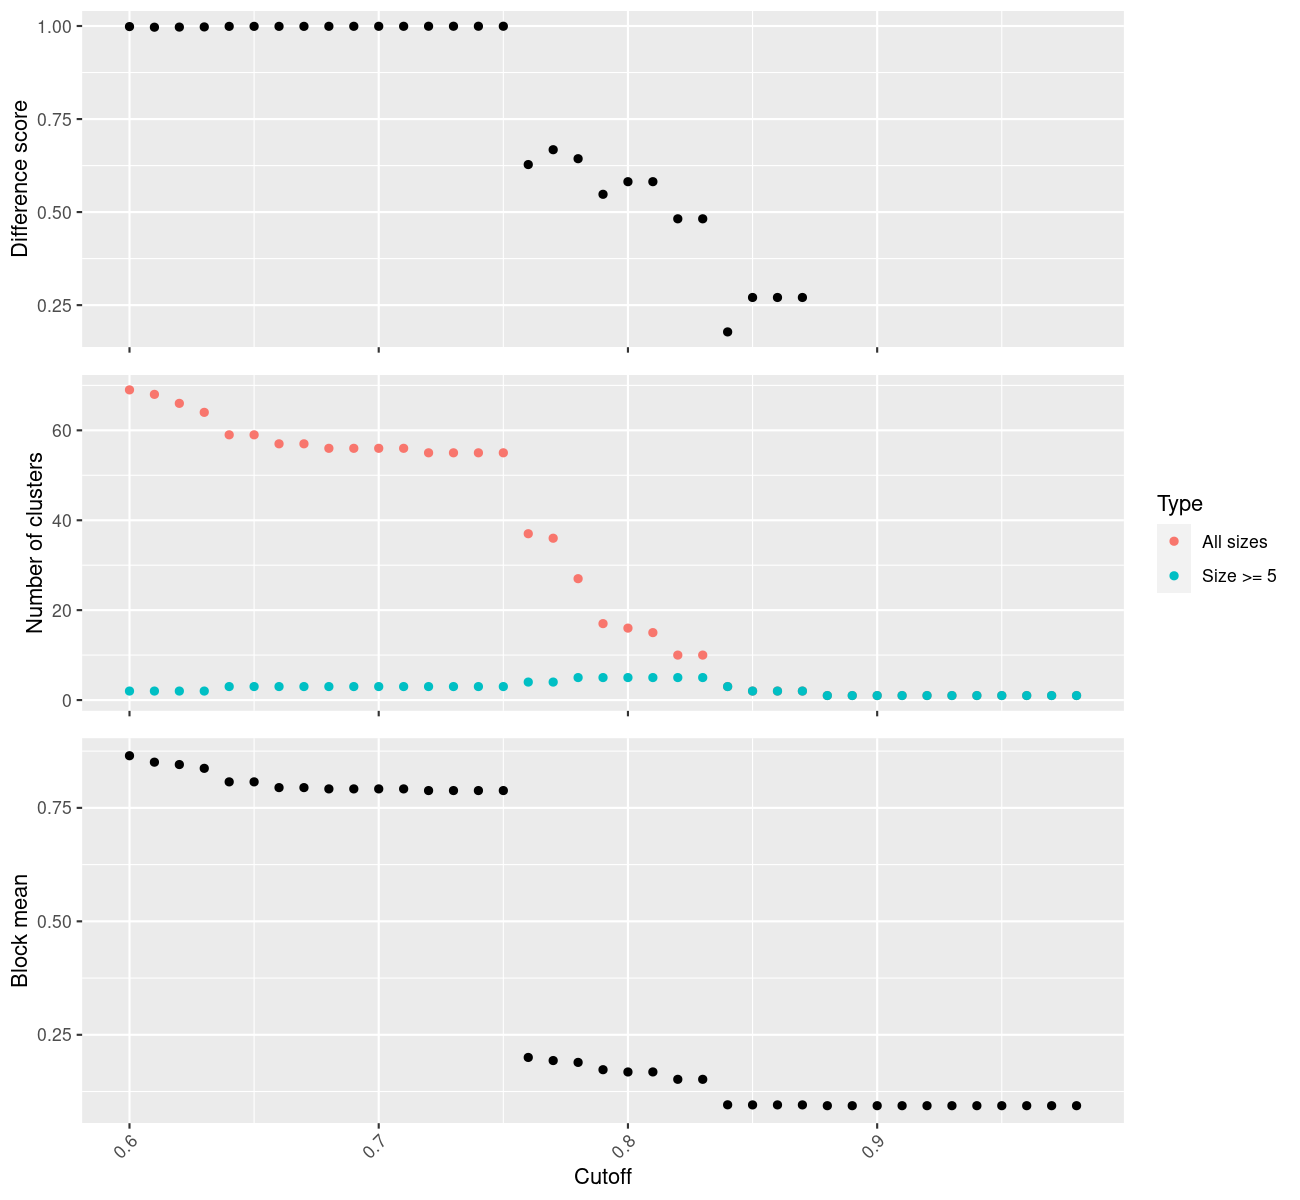 Difference score
1.00
0.75
0.50
0.25
Number of clusters
60
40
20
0
Type
All sizes
Size >= 5
Block mean
0.75
0.50
0.25
0.6
0.7
0.8
0.9
Cutoff